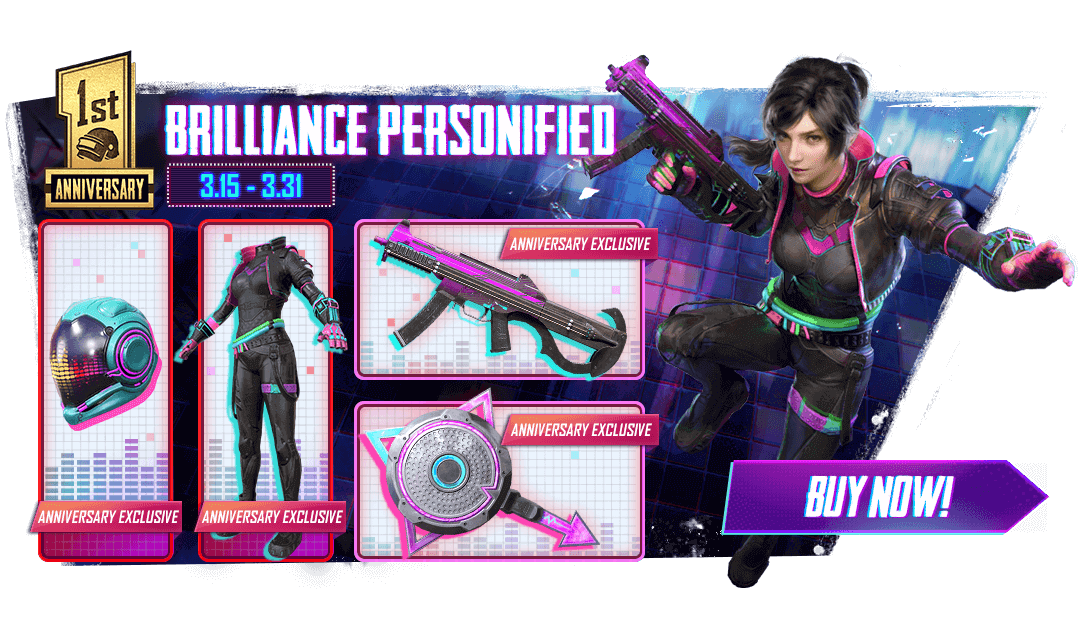 1st
ANNIVERSARY
BRILLIANCE PERSONIFIED
3.15 - 3.31
ANNIVERSARY EXCLUSIVE
ANNIVERSARY EXCLUSIVE
ANNIVERSARY EXCLUSIVE
ANNIVERSARY EXCLUSIVE
BUY NOW!